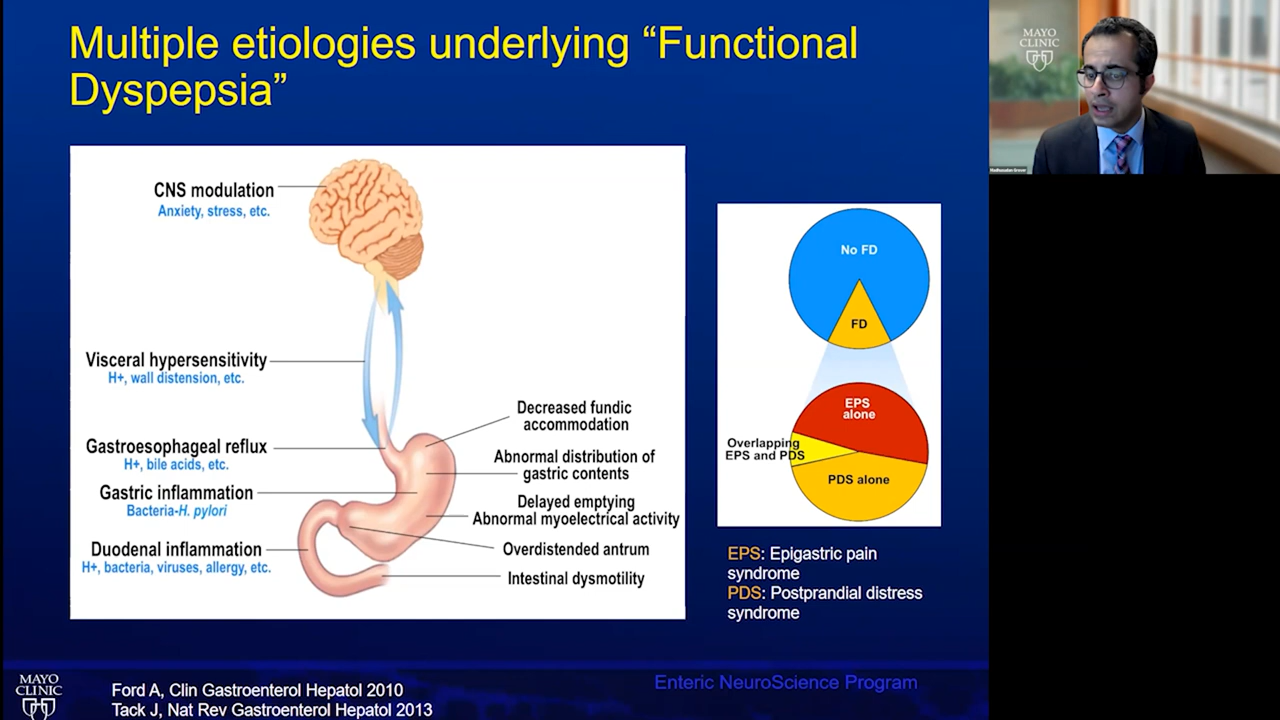 Multiple etiologies underlying “Functional
Dyspepsia”
CNS modulation
Anxiety, stress, etc.
Visceral hypersensitivity
H+, wall distension, etc.
Gastroesophageal reflux
H+, bile acids, etc.
Gastric inflammation
Bacteria-H. pylori
Duodenal inflammation
H+, bacteria, viruses, allergy, etc.
Decreased fundic
accommodation
Abnormal distribution of
gastric contents
Delayed emptying
Abnormal myoelectrical activity
Overdistended antrum
Intestinal dysmotility
No FD
FD
EPS
alone
Overlapping
EPS and PDS
PDS alone
EPS: Epigastric pain
syndrome
PDS: Postprandial distress
syndrome
MAYO
CLINIC
Ford A, Clin Gastroenterol Hepatol 2010
Tack J, Nat Rev Gastroenterol Hepatol 2013
Enteric NeuroScience Program
MAYO
CLINIC
Madhusudan Grover